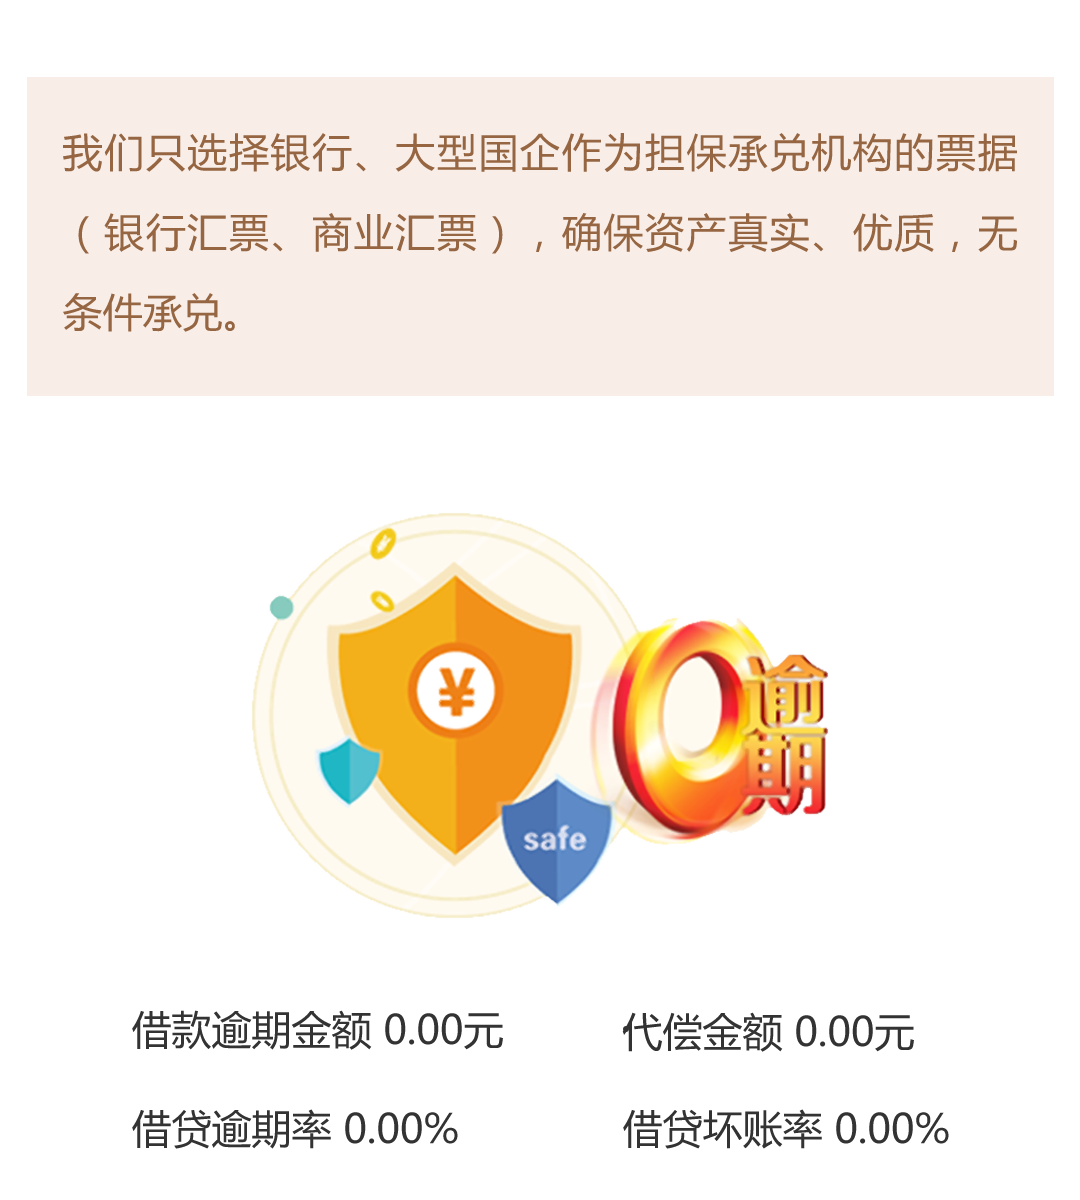 我们只选择银行、大型国企作为担保承兑机构的票据
（银行汇票、商业汇票），确保资产真实、优质，无
条件承兑。
¥
0逾期
safe
借款逾期金额 0.00元
代偿金额 0.00元
借贷逾期率 0.00%
借贷坏账率 0.00%